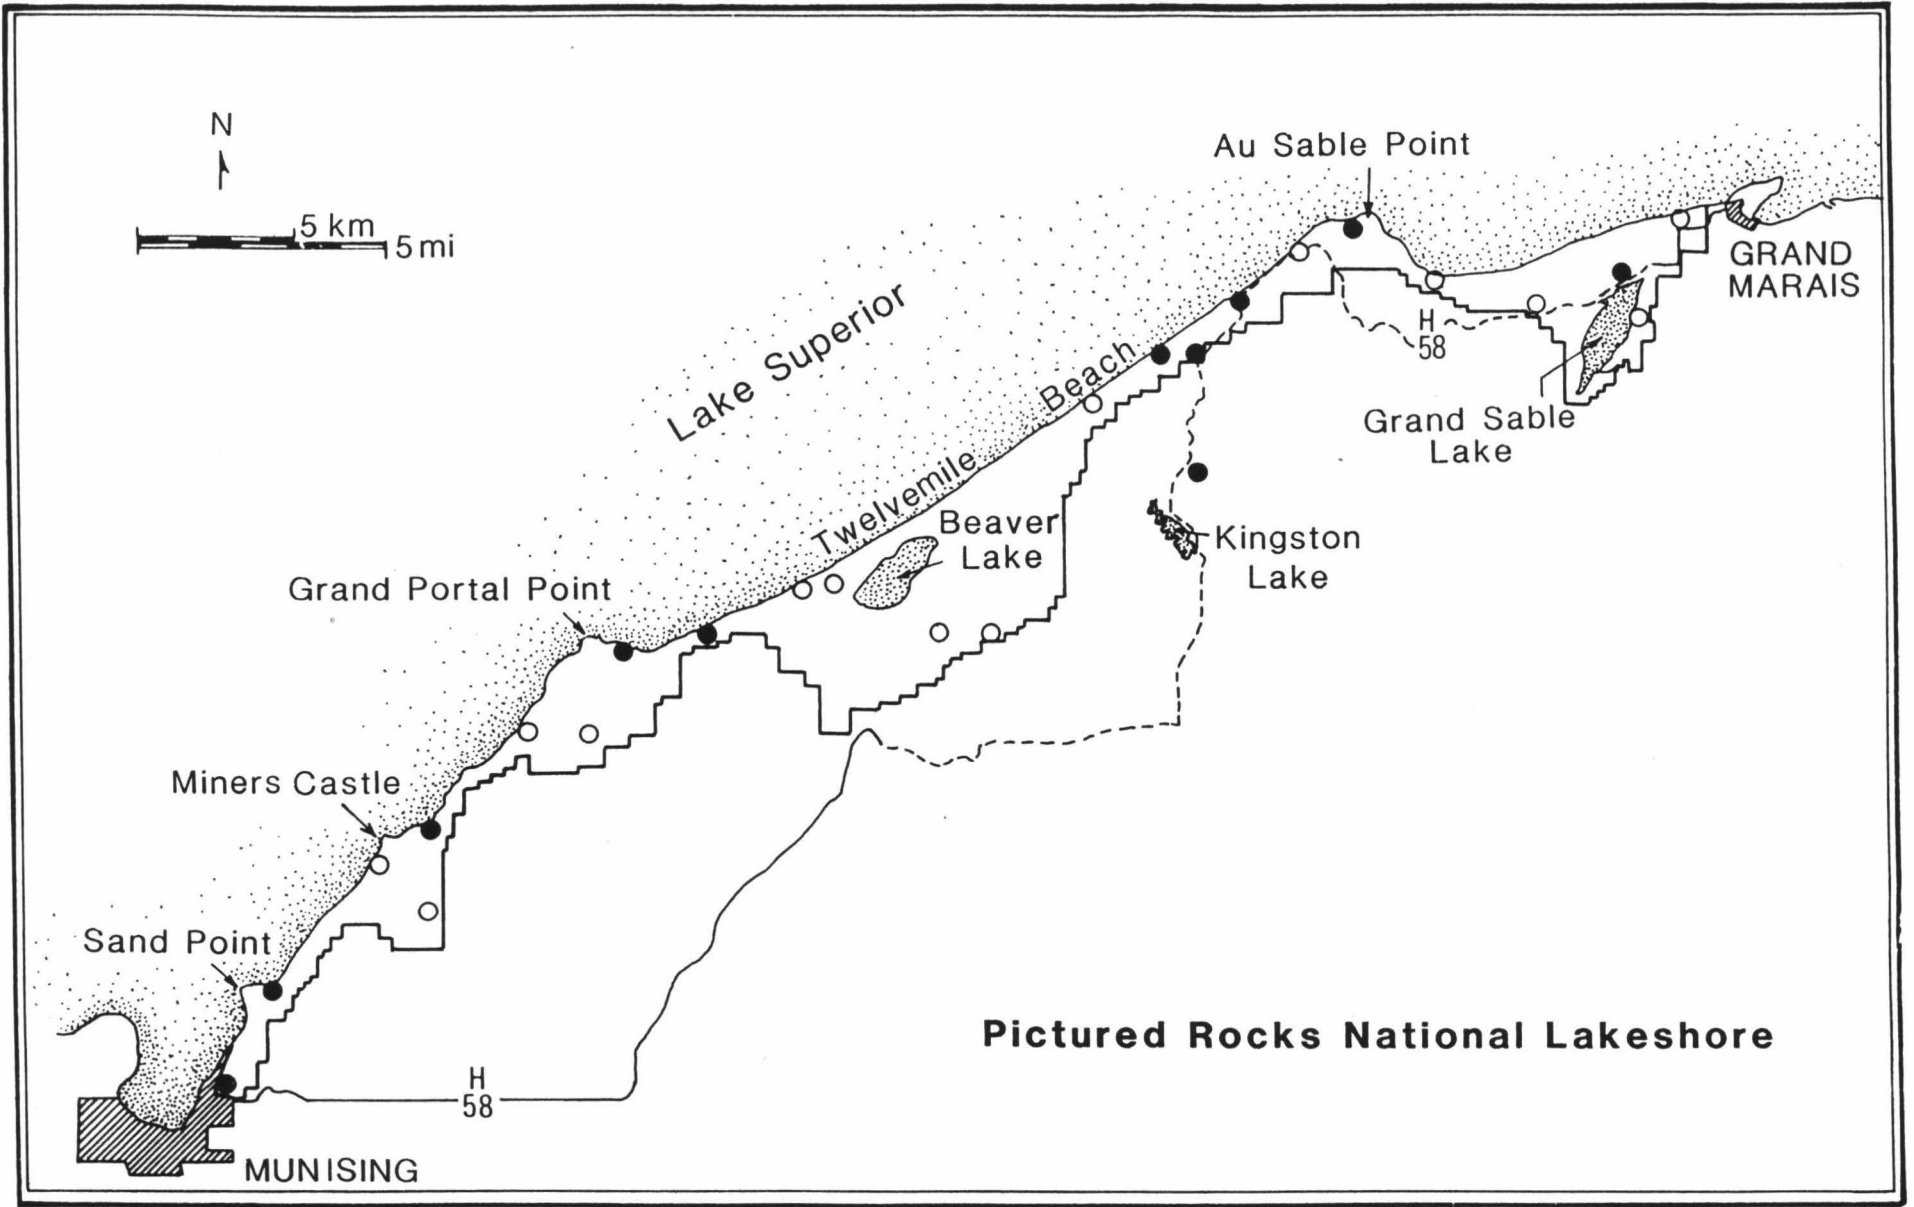 N
5 km
5 mi
Au Sable Point
GRAND
MARAIS
H
58
Grand Sable
Lake
Lake Superior
Twelvemile Beach
Beaver
Lake
Kingston
Lake
Grand Portal Point
Miners Castle
Sand Point
Pictured Rocks National Lakeshore
H
58
MUNISING